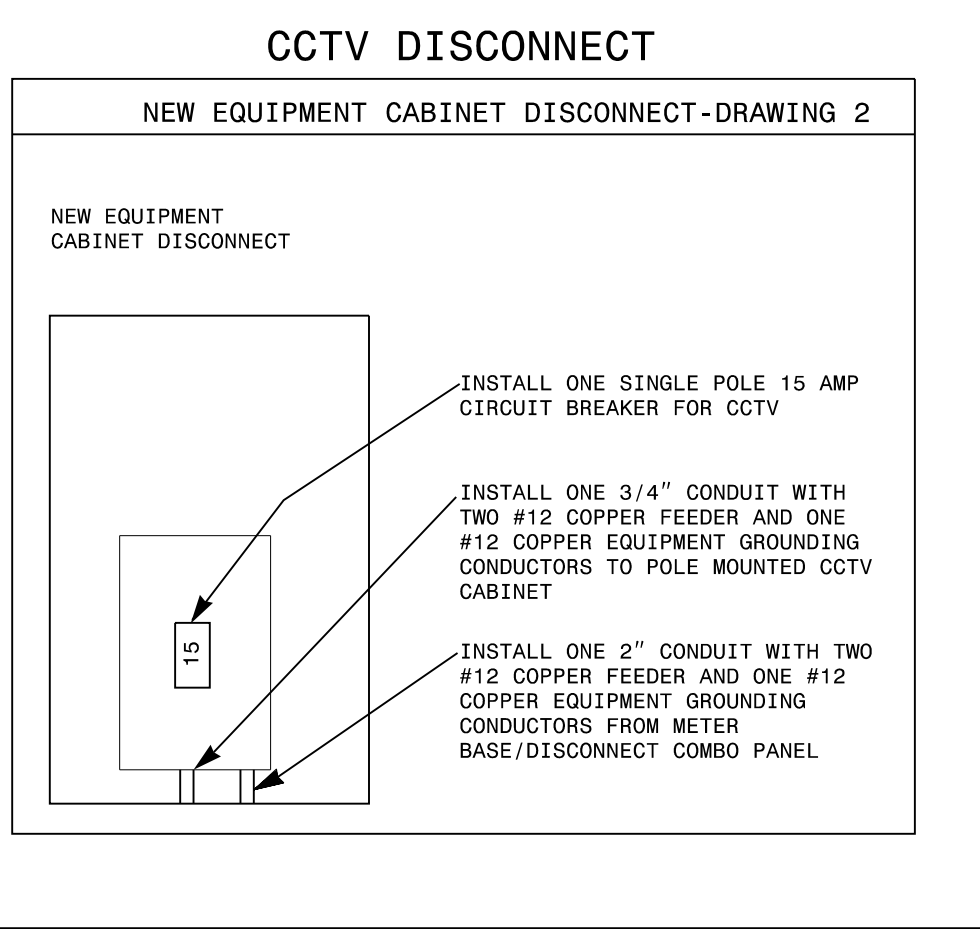 CCTV DISCONNECT
NEW EQUIPMENT CABINET DISCONNECT-DRAWING 2
NEW EQUIPMENT
CABINET DISCONNECT
INSTALL ONE SINGLE POLE 15 AMP
CIRCUIT BREAKER FOR CCTV
INSTALL ONE 3/4" CONDUIT WITH
TWO #12 COPPER FEEDER AND ONE
#12 COPPER EQUIPMENT GROUNDING
CONDUCTORS TO POLE MOUNTED CCTV
CABINET
15
INSTALL ONE 2" CONDUIT WITH TWO
#12 COPPER FEEDER AND ONE #12
COPPER EQUIPMENT GROUNDING
CONDUCTORS FROM METER
BASE/DISCONNECT COMBO PANEL